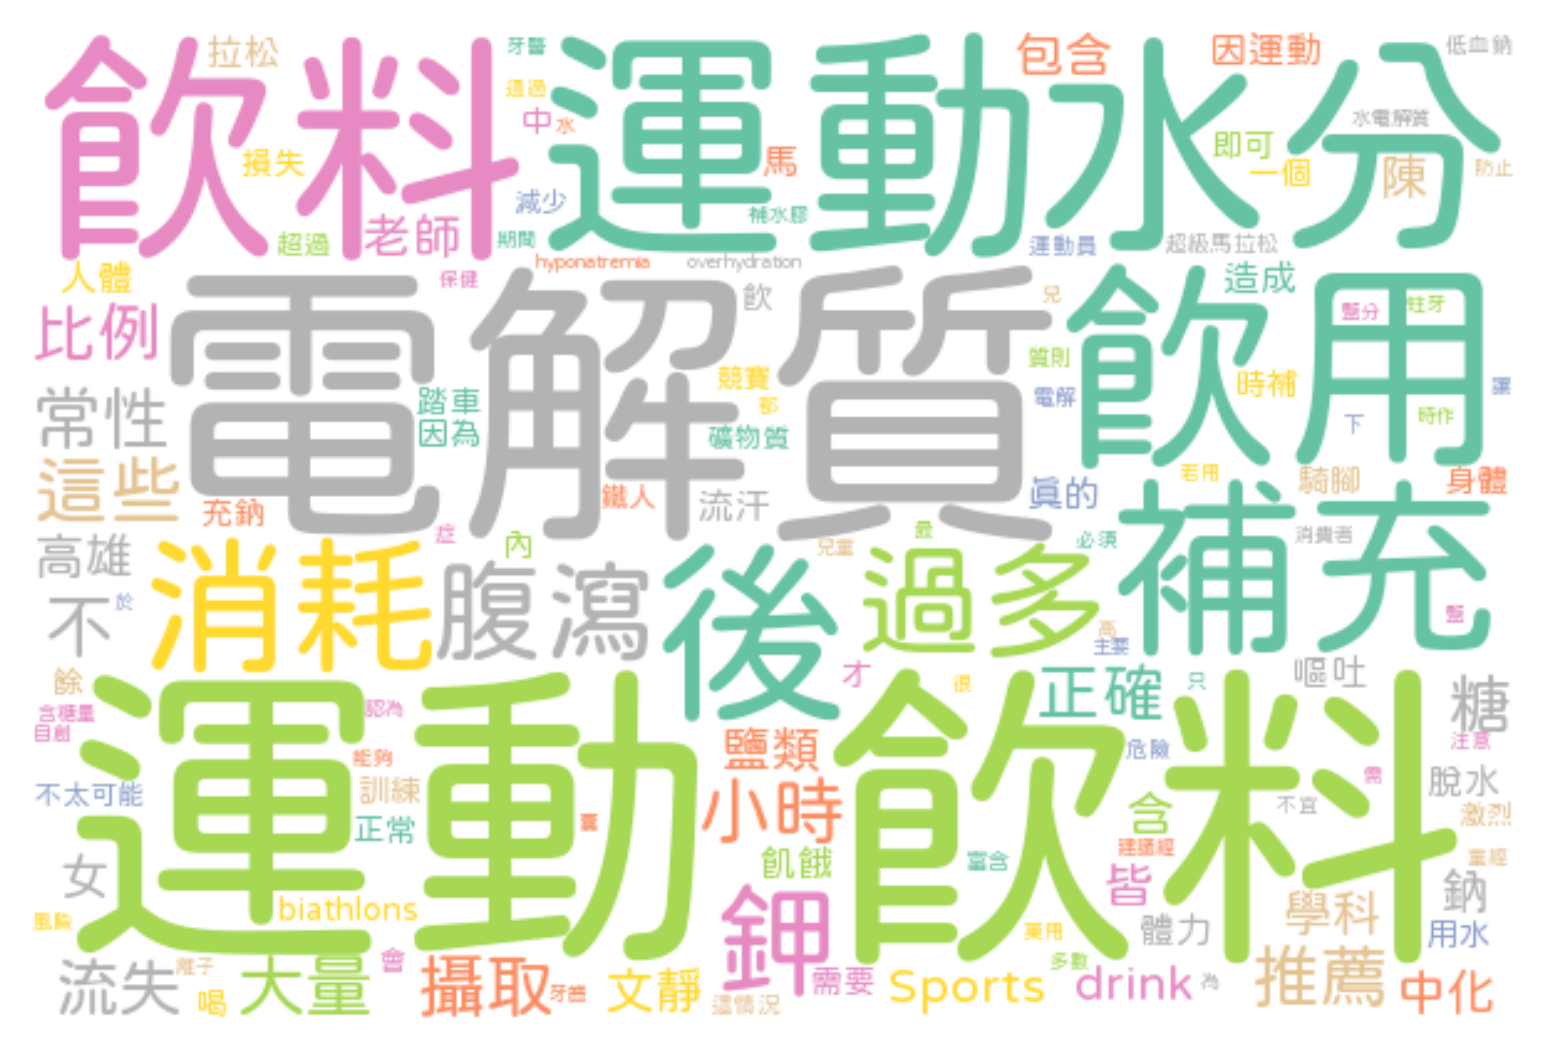 飲料
運動
水分
拉松
牙醫
包含
因運動
低血鈉
這過
中
水
水電解質
損失
馬
即可
一個
陳
防止
減少
補水膠
老師
超過
期間
運動員
超級馬拉松
人體
保健
hyponatremia
overhydration
造成
電解質
飲
兒
飲用
鹽分
蛀牙
比例
質則
競賽
時補
讓
常性
踏車
電解
都
時作
因為
礦物質
下
這些
充鈉
鐵人
流汗
眞的
若用
騎腳
身體
補充
症
內
最
兒童
必須
消費者
高雄
消耗
腹瀉
後
過多
不
於
高
主要
鹽
餘
才
很
正確
只
嘔吐
糖
含糖量
目創
認為
運動飲料
鹽類
危險
注意
能夠
不太可能
訓練
小時
需
脫水
正常
囊
含
不宜
激烈
女
飢餓
富含
童經
皆
鈉
風險
biathlons
鉀
藥用
體力
學科
用水
流失
離子
會
多數
喝
大量
攝取
牙齒
文靜
需要
這情況
Sports
drink
為
推薦
中化